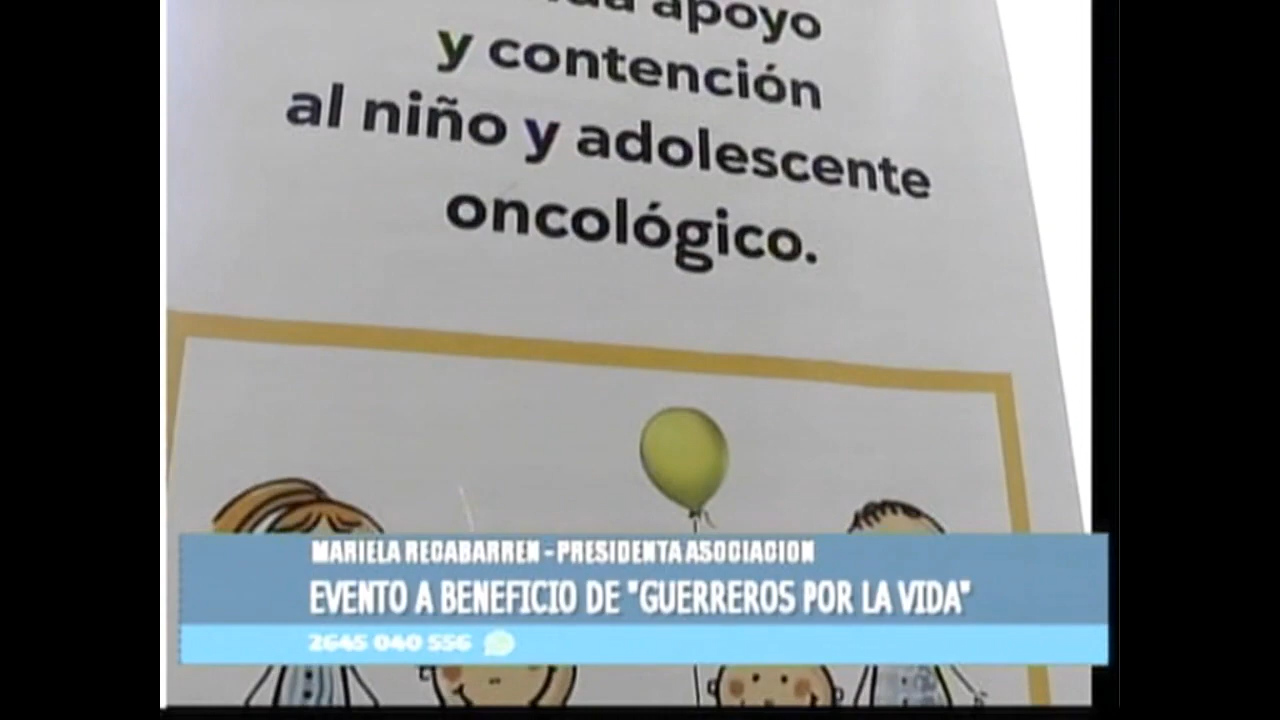 apoyo
y contención
al niño y adolescente
oncológico.
MARIELA RECABARREN - PRESIDENTA ASOCIACION
EVENTO A BENEFICIO DE "GUERREROS POR LA VIDA"
2645 040 556